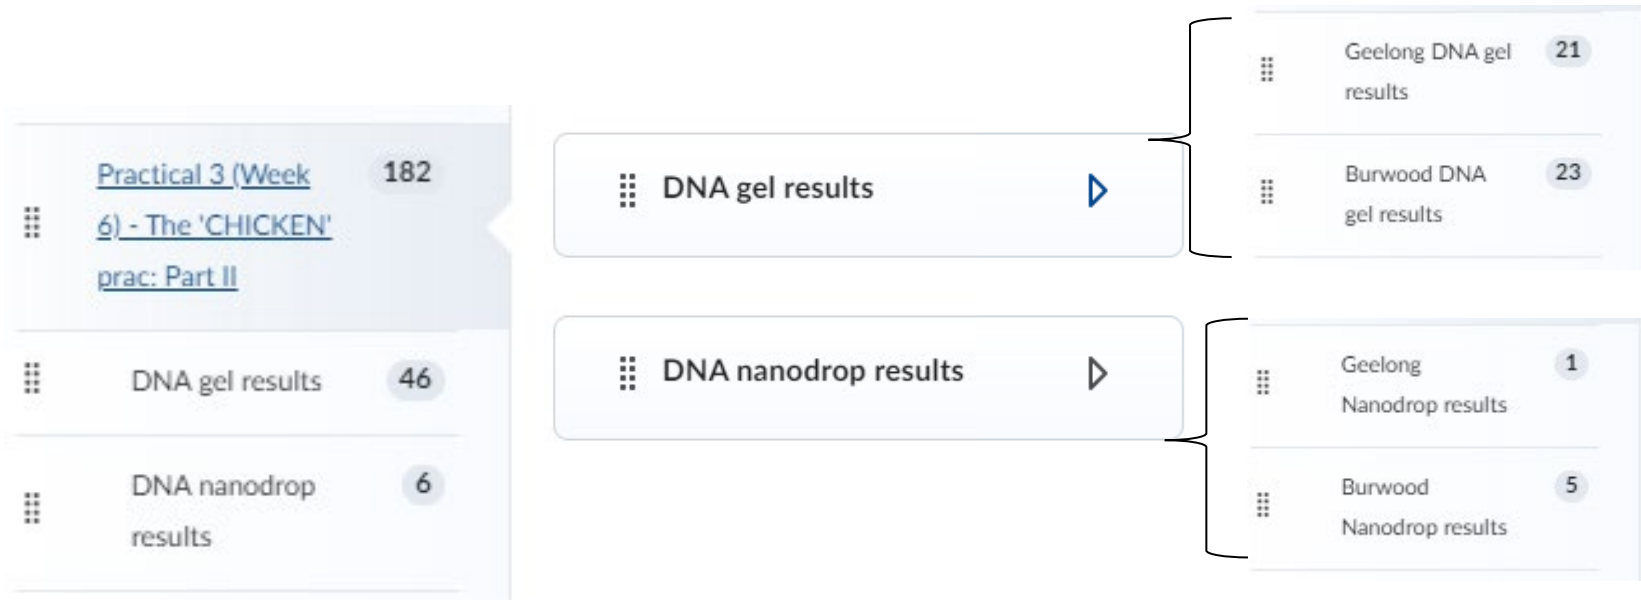 Practical 3 (Week 182
6) - The 'CHICKEN'
prac: Part II
DNA gel results 46
DNA nanodrop 6
results
DNA gel results
DNA nanodrop results
Geelong DNA gel 21
results
Burwood DNA 23
gel results
Geelong 1
Nanodrop results
Burwood 5
Nanodrop results